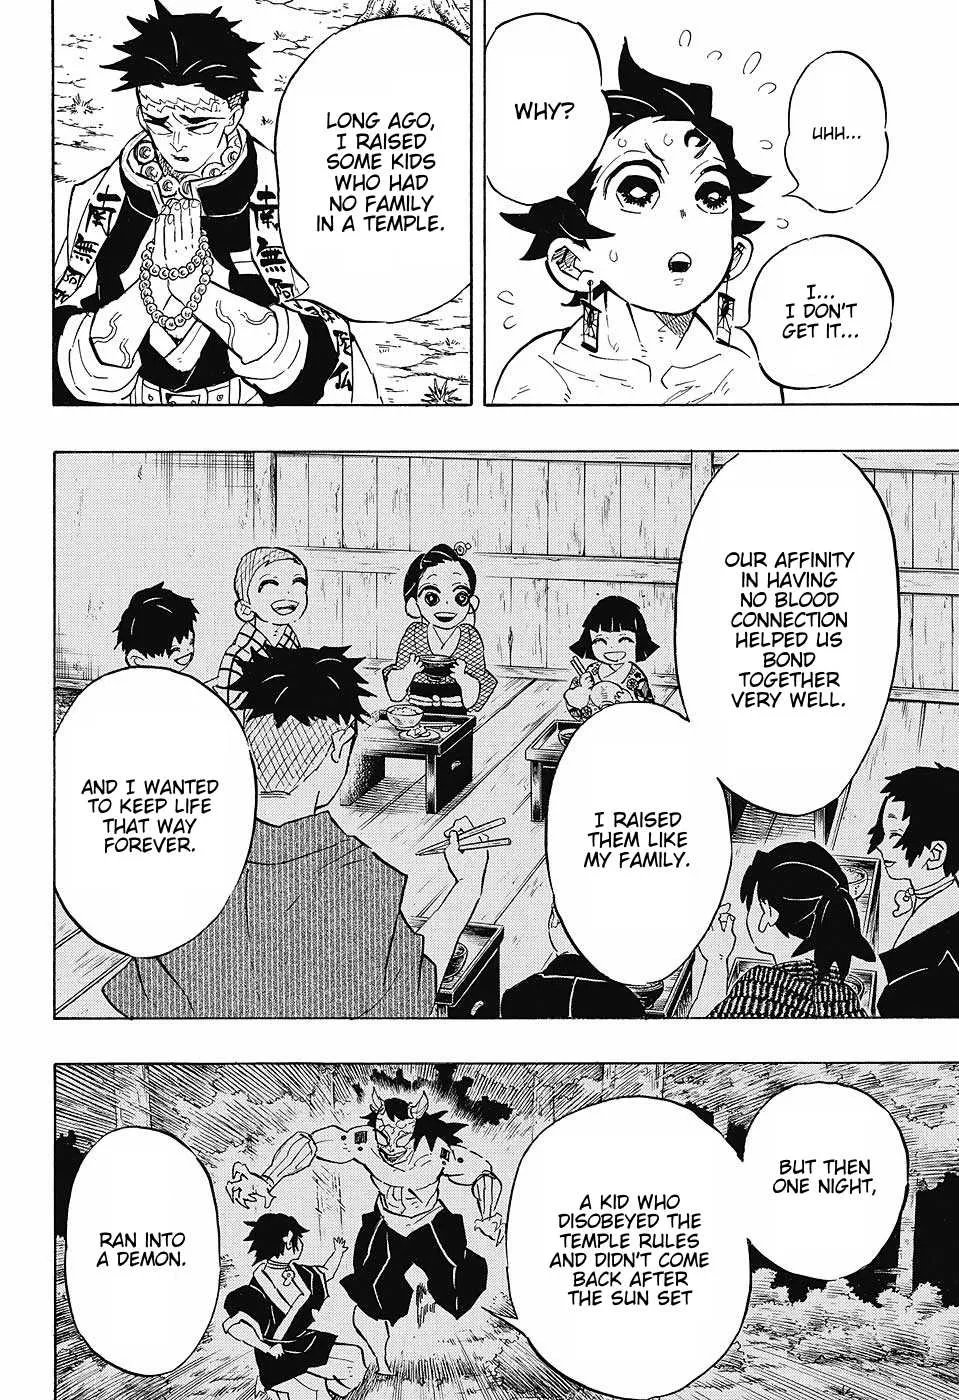 UHH...
I...
I DON'T
GET IT...
WHY?
LONG AGO,
I RAISED
SOME KIDS
WHO HAD
NO FAMILY
IN A TEMPLE.
南
無
阿
OUR AFFINITY
IN HAVING
NO BLOOD
CONNECTION
HELPED US
BOND
TOGETHER
VERY WELL.
I RAISED
THEM LIKE
MY FAMILY.
AND I WANTED
TO KEEP LIFE
THAT WAY
FOREVER.
BUT THEN
ONE NIGHT,
A KID WHO
DISOBEYED THE
TEMPLE RULES
AND DIDN'T COME
BACK AFTER
THE SUN SET
RAN INTO
A DEMON.